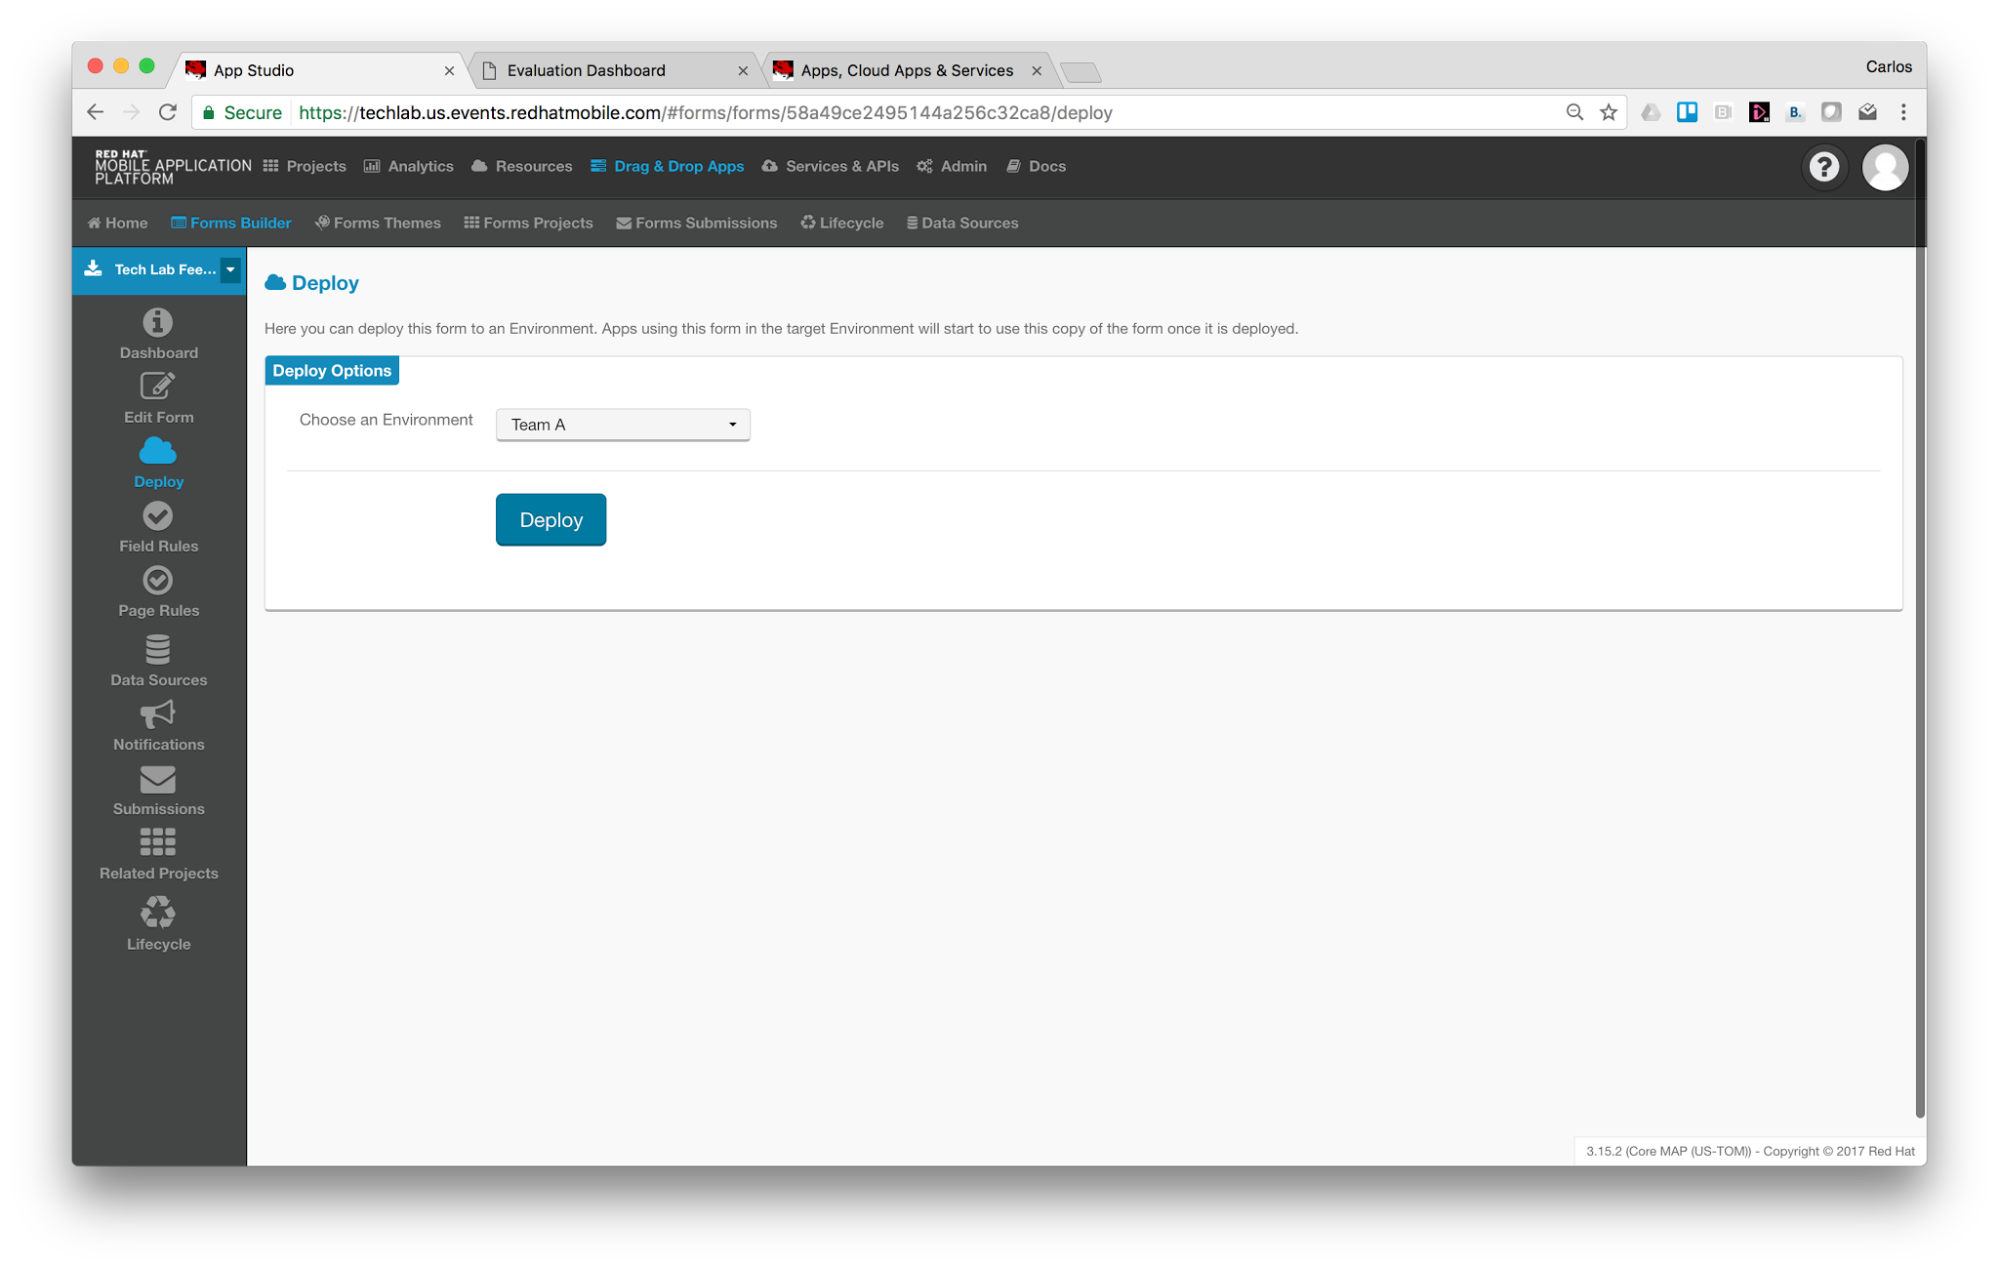 App Studio
Evaluation Dashboard
Apps, Cloud Apps & Services
Carlos
Secure https://techlab.us.events.redhatmobile.com/#forms/forms/58a49ce2495144a256c32ca8/deploy
RED HAT
MOBILE APPLICATION
PLATFORM
Projects
Analytics
Resources
Drag & Drop Apps
Services & APIs
Admin
Docs
Home
Forms Builder
Forms Themes
Forms Projects
Forms Submissions
Lifecycle
Data Sources
Tech Lab Fee...
Dashboard
Edit Form
Deploy
Field Rules
Page Rules
Data Sources
Notifications
Submissions
Related Projects
Lifecycle
Deploy
Here you can deploy this form to an Environment. Apps using this form in the target Environment will start to use this copy of the form once it is deployed.
Deploy Options
Choose an Environment
Team A
Deploy
3.15.2 (Core MAP (US-TOM)) - Copyright © 2017 Red Hat